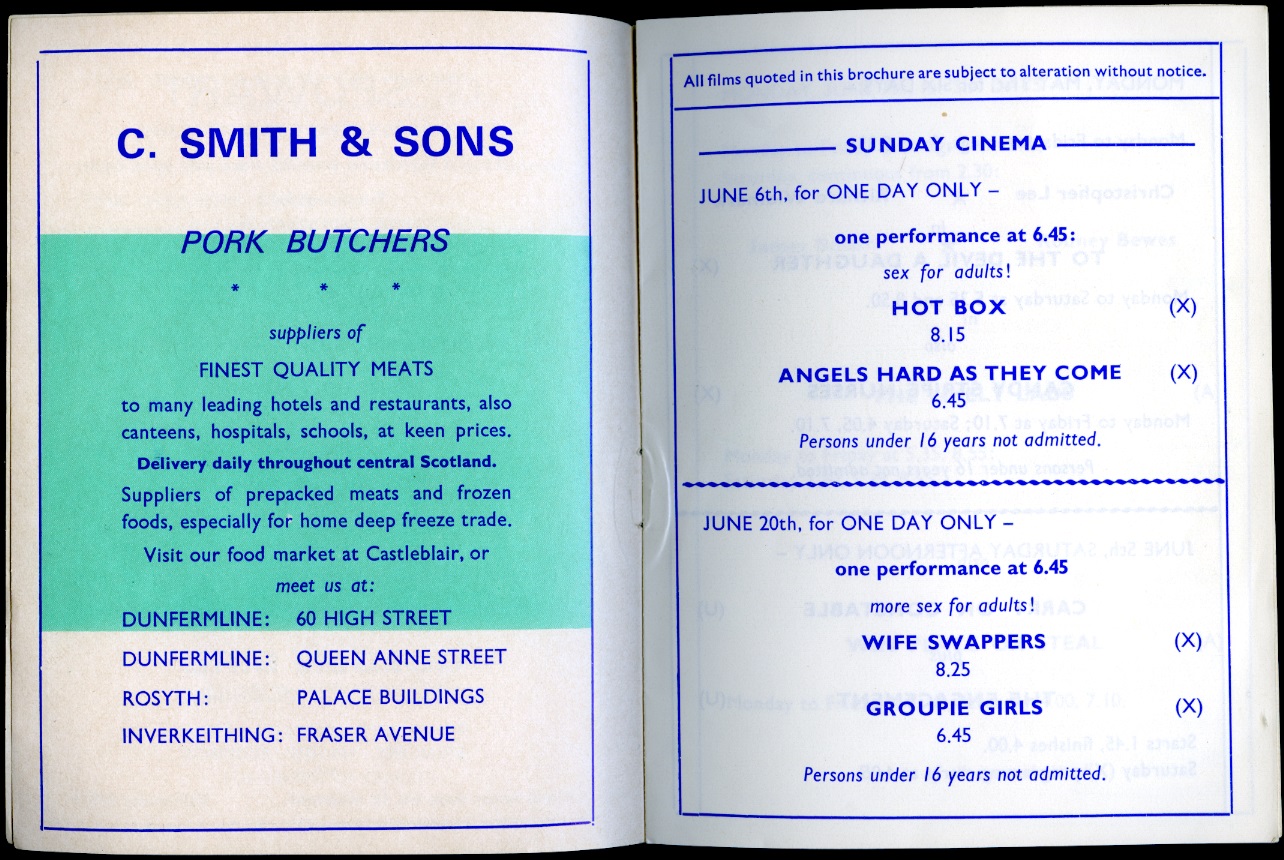 C. SMITH & SONS
PORK BUTCHERS
* * *
suppliers of
FINEST QUALITY MEATS
to many leading hotels and restaurants, also
canteens, hospitals, schools, at keen prices.
Delivery daily throughout central Scotland.
Suppliers of prepacked meats and frozen
foods, especially for home deep freeze trade.
Visit our food market at Castleblair, or
meet us at:
DUNFERMLINE: 60 HIGH STREET
DUNFERMLINE: QUEEN ANNE STREET
ROSYTH: PALACE BUILDINGS
INVERKEITHING: FRASER AVENUE
All films quoted in this brochure are subject to alteration without notice.
SUNDAY CINEMA
JUNE 6th, for ONE DAY ONLY –
one performance at 6.45:
sex for adults!
HOT BOX (X)
8.15
ANGELS HARD AS THEY COME (X)
6.45
Persons under 16 years not admitted.
JUNE 20th, for ONE DAY ONLY –
one performance at 6.45
more sex for adults!
WIFE SWAPPERS (X)
8.25
GROUPIE GIRLS (X)
6.45
Persons under 16 years not admitted.